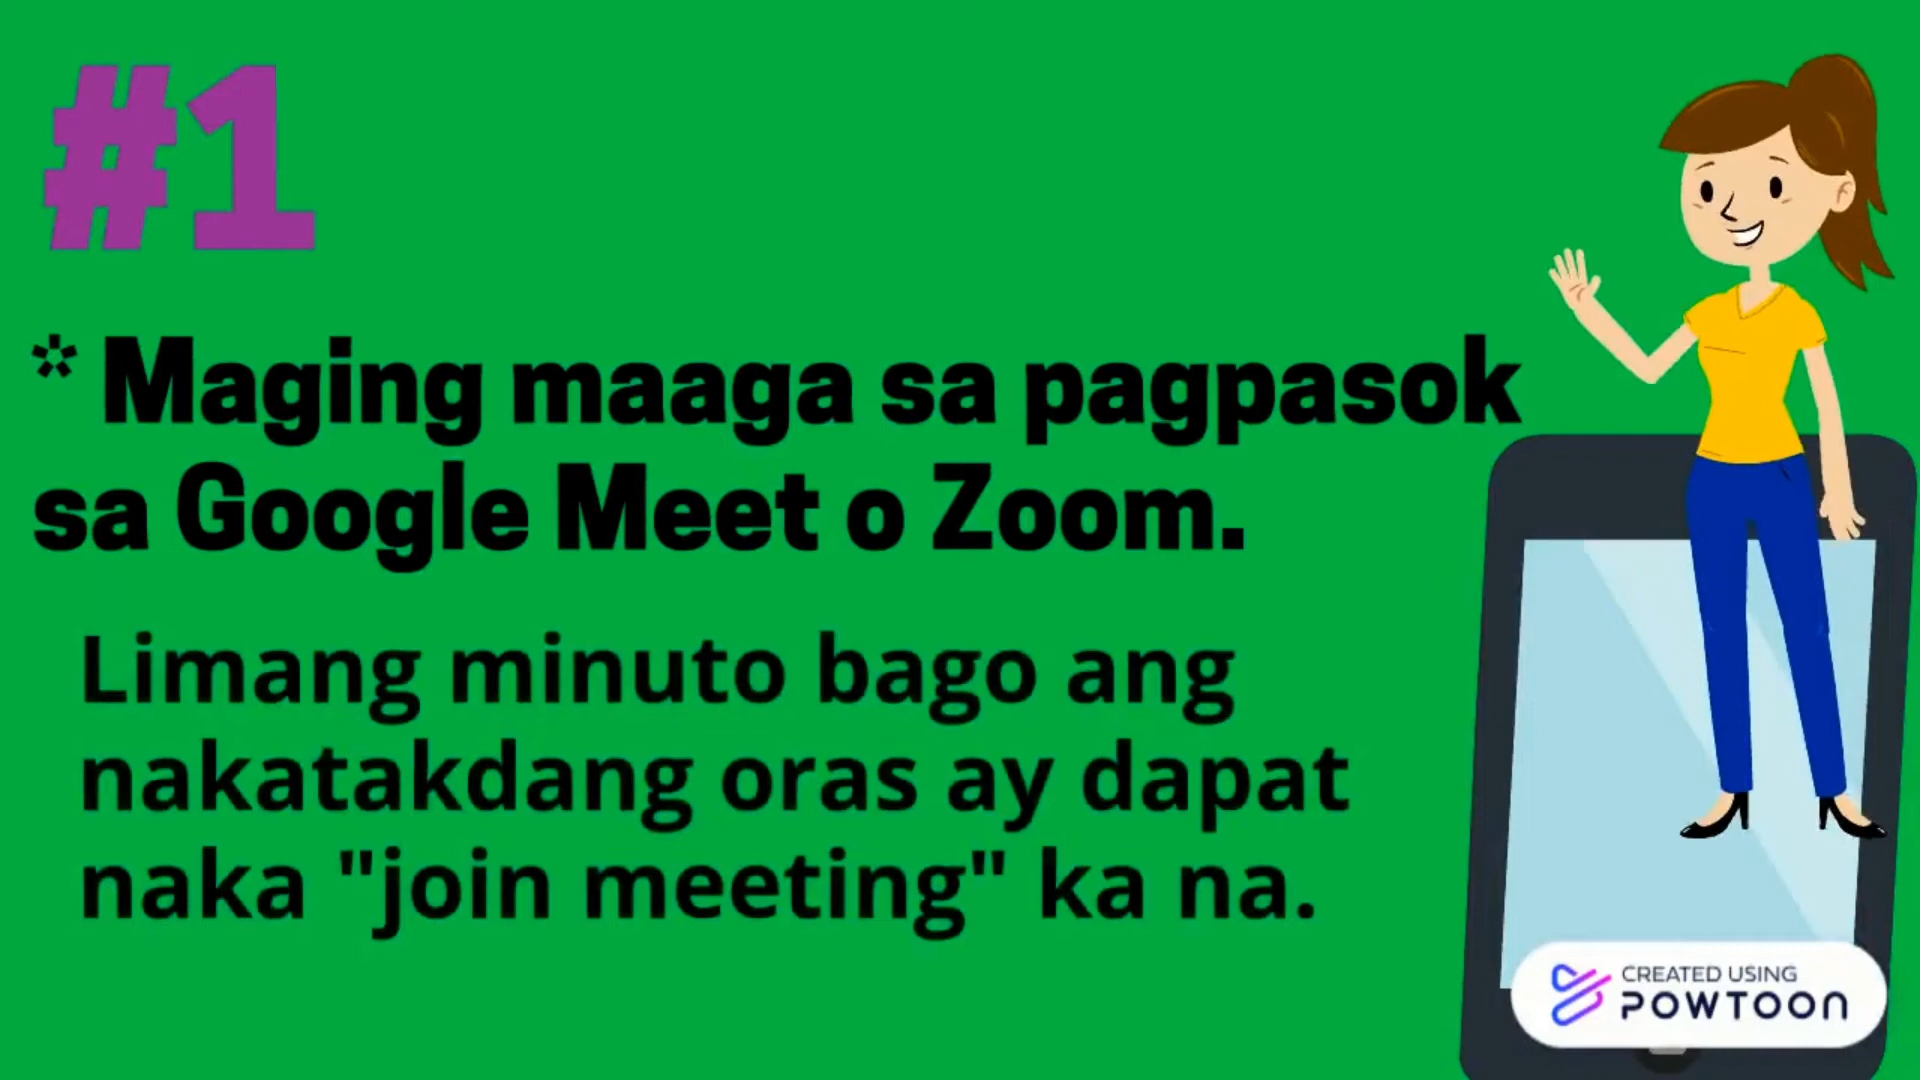 #1
* Maging maaga sa pagpasok
sa Google Meet o Zoom.
Limang minuto bago ang
nakatakdang oras ay dapat
naka "join meeting" ka na.
CREATED USING
POWTOON